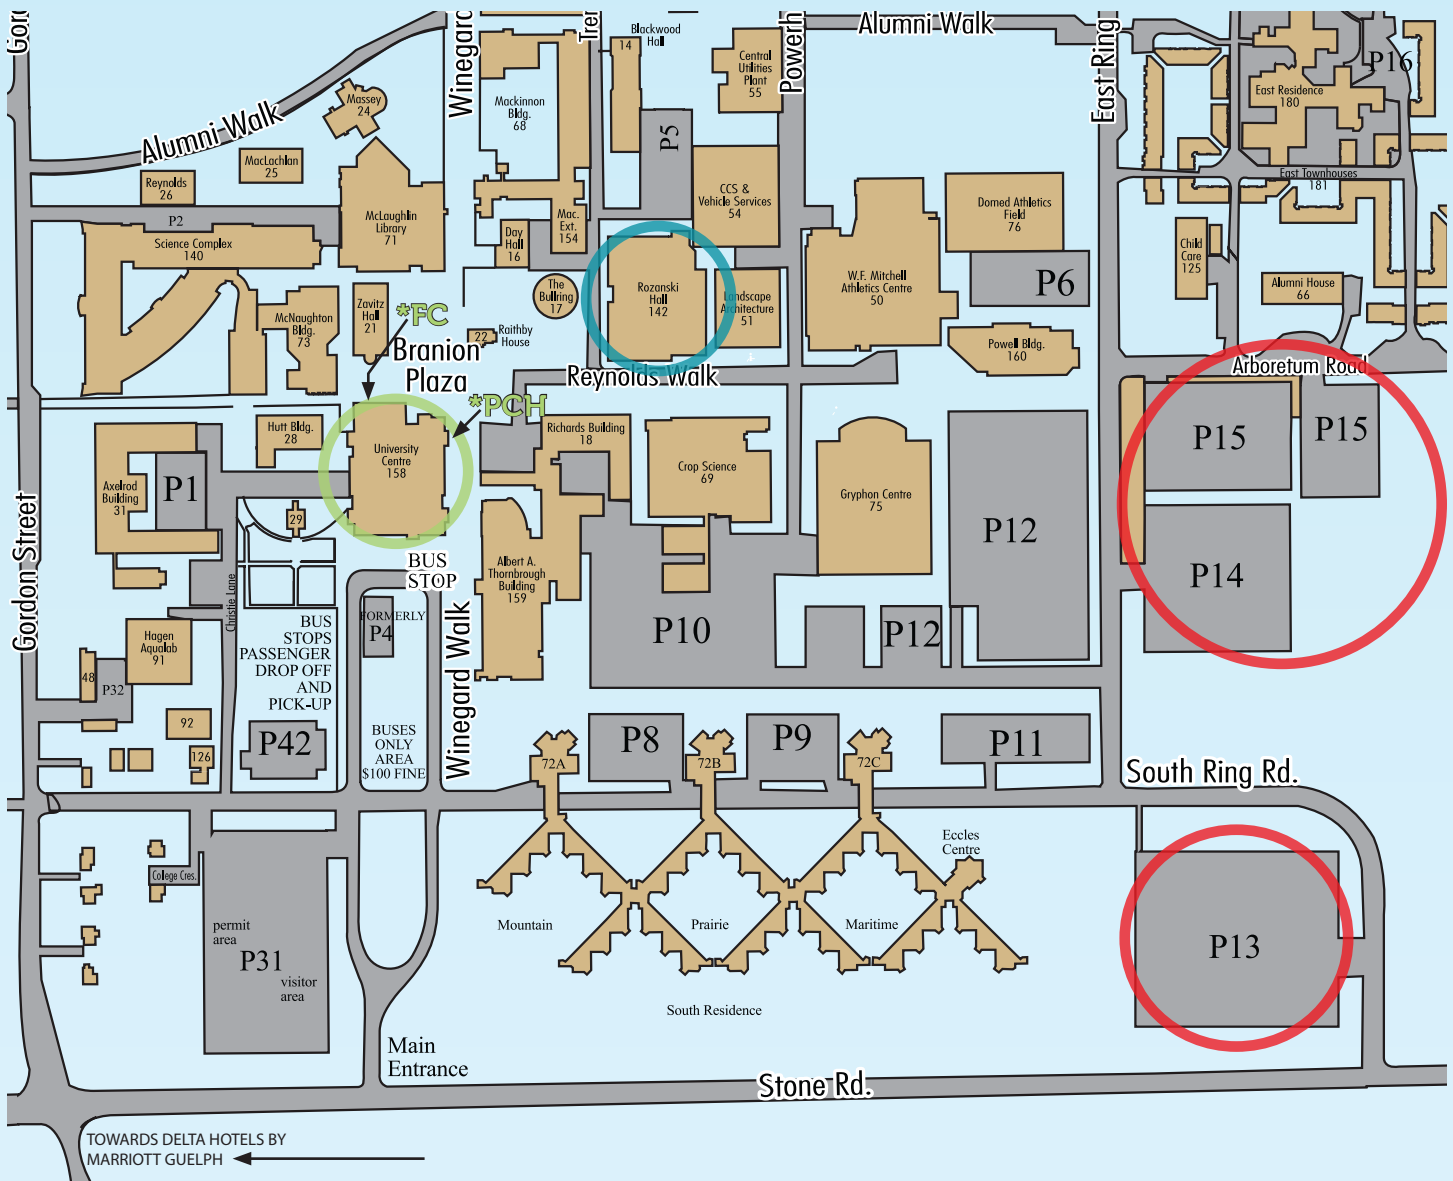 Alumni Walk
Blackwood
Hall
14
Central
Utilities
Plant
55
Mackinnon
Bldg.
68
Massey
24
Alumni Walk
P16
East Residence
180
P5
MacLachlan
25
Reynolds
26
P2
McLaughlin
Library
71
CCS &
Vehicle Services
54
Domed Athletics
Field
76
East Townhouses
181
Mac.
Ext.
154
Day
Hall
16
Science Complex
140
Child
Care
125
P6
W.F. Mitchell
Athletics Centre
50
Alumni House
66
The
Bullring
17
Rozanski
Hall
142
Landscape
Architecture
51
Zavitz
Hall
21
*FC
McNaughton
Bldg.
73
22
Raithby
House
Powell Bldg.
160
Branion
Plaza
Reynolds Walk
Arboretum Road
*PCH
Hutt Bldg.
28
Richards Building
18
P15
P15
University
Centre
158
Crop Science
69
Axelrod
Building
31
P1
Gryphon Centre
75
29
P12
BUS
STOP
Albert A.
Thornbrough
Building
159
P14
Gordon Street
Winegard
Powerh
East Ring
Christie Lane
FORMERLY
P4
BUS
STOPS
PASSENGER
DROP OFF
AND
PICK-UP
P10
P12
Hagen
Aqualab
91
48
P32
Winegard Walk
92
126
P42
BUSES
ONLY
AREA
$100 FINE
P8
P9
P11
72A
72B
72C
South Ring Rd.
Eccles
Centre
College Cres.
permit
area
P31
visitor
area
Mountain
Prairie
Maritime
P13
South Residence
Main
Entrance
Stone Rd.
TOWARDS DELTA HOTELS BY
MARRIOTT GUELPH